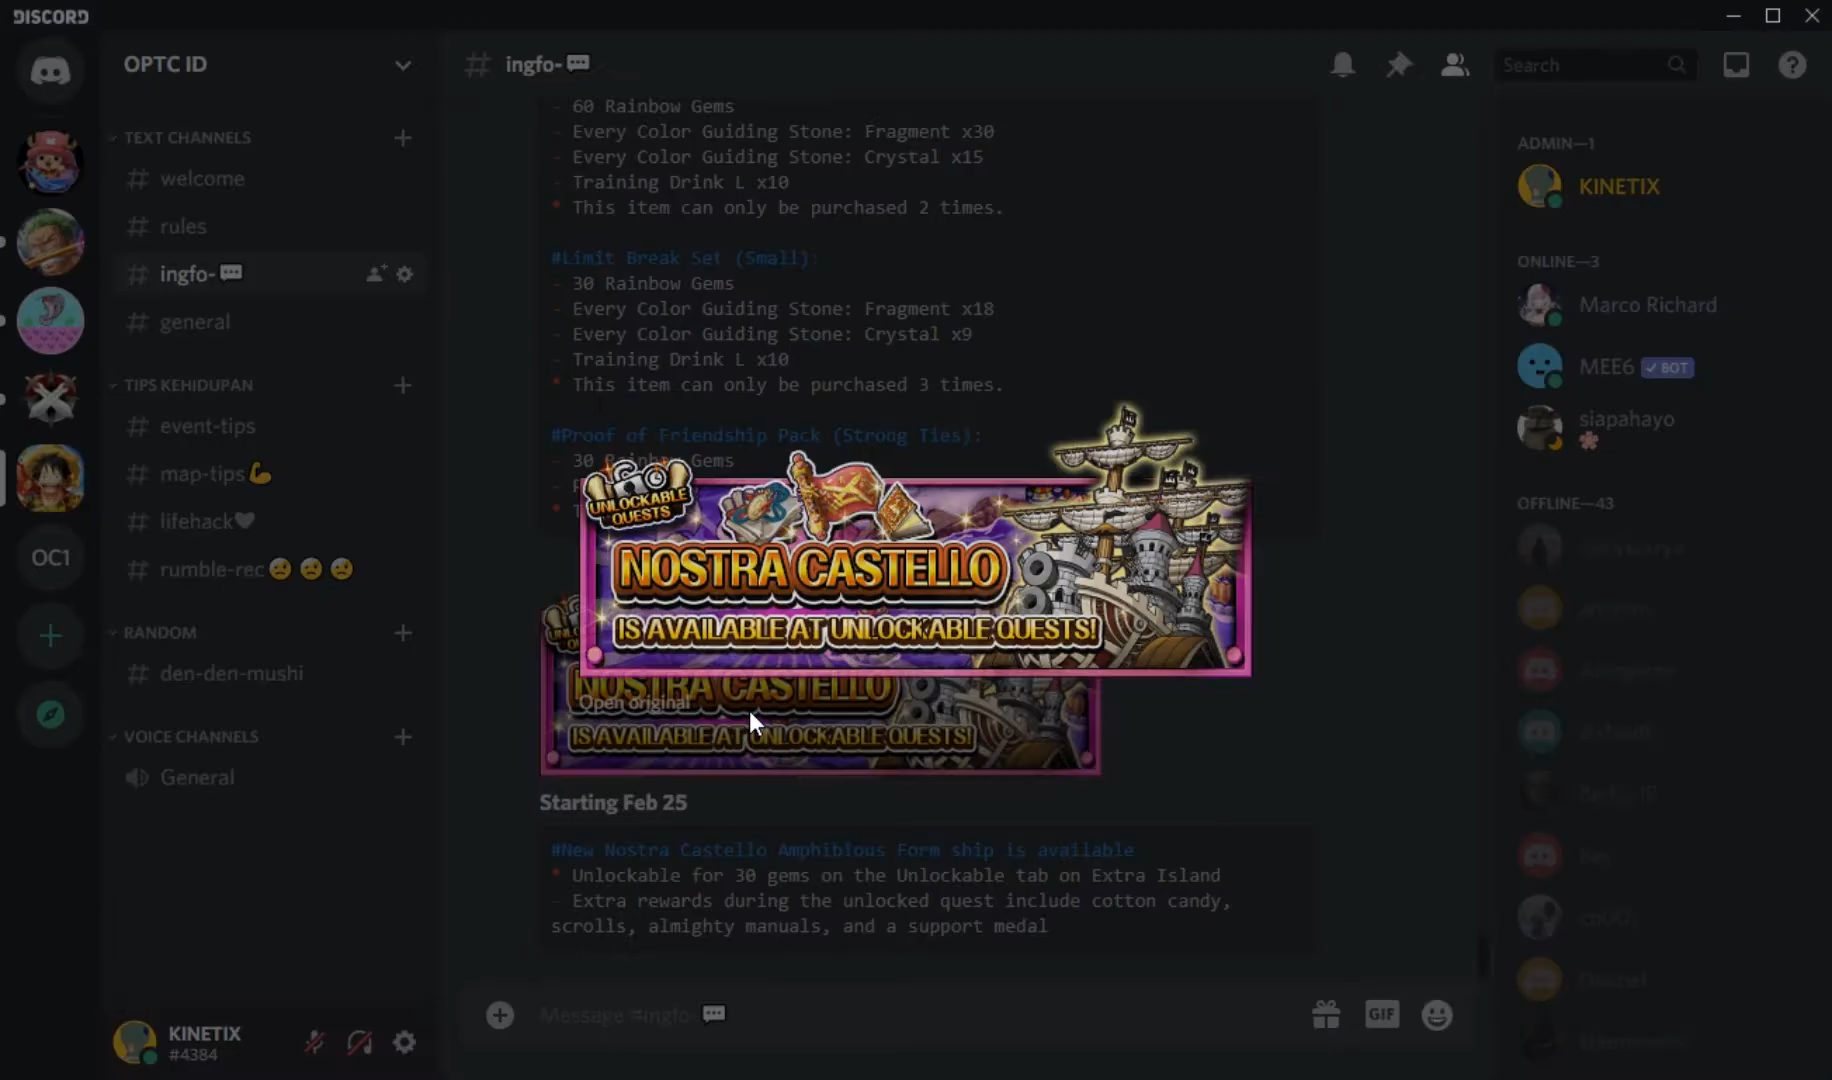 DISCORD
OPTC ID
TEXT CHANNELS
# welcome
# rules
# ingfo-💬
# general
TIPS KEHIDUPAN
# event-tips
# map-tips💪
# lifehack🖤
# rumble-rec😢😢😢
RANDOM
# den-den-mushi
VOICE CHANNELS
General
OC1
KINETIX
#4384
# ingfo-💬
Search
- 60 Rainbow Gems
- Every Color Guiding Stone: Fragment x30
- Every Color Guiding Stone: Crystal x15
- Training Drink L x10
* This item can only be purchased 2 times.
#Limit Break Set (Small):
- 30 Rainbow Gems
- Every Color Guiding Stone: Fragment x18
- Every Color Guiding Stone: Crystal x9
- Training Drink L x10
* This item can only be purchased 3 times.
#Proof of Friendship Pack (Strong Ties):
- 30 Rainbow Gems
UNLOCKABLE
QUESTS
NOSTRA CASTELLO
IS AVAILABLE AT UNLOCKABLE QUESTS!
NOSTRA CASTELLO
Open original
IS AVAILABLE AT UNLOCKABLE QUESTS!
Starting Feb 25
#New Nostra Castello Amphibious Form ship is available
* Unlockable for 30 gems on the Unlockable tab on Extra Island
- Extra rewards during the unlocked quest include cotton candy,
scrolls, almighty manuals, and a support medal
Message #ingfo-💬
GIF
ADMIN—1
KINETIX
ONLINE—3
Marco Richard
MEE6 ✓ BOT
siapahayo
🌸
OFFLINE—43